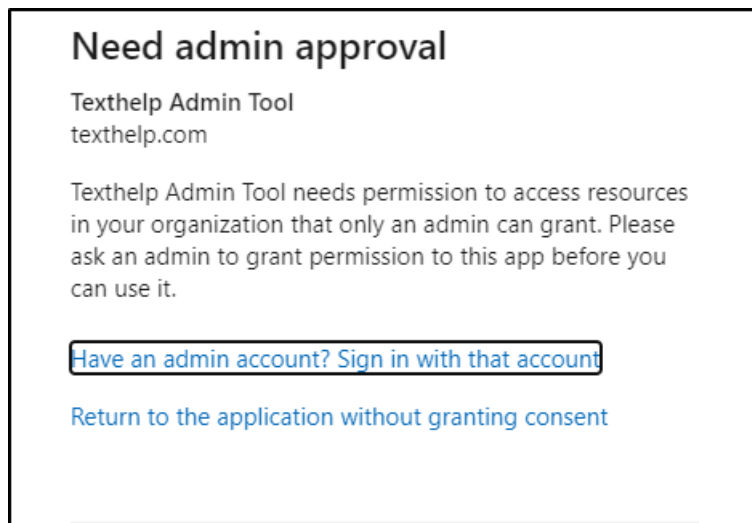 Need admin approval
Texthelp Admin Tool
texthelp.com
Texthelp Admin Tool needs permission to access resources
in your organization that only an admin can grant. Please
ask an admin to grant permission to this app before you
can use it.
Have an admin account? Sign in with that account
Return to the application without granting consent